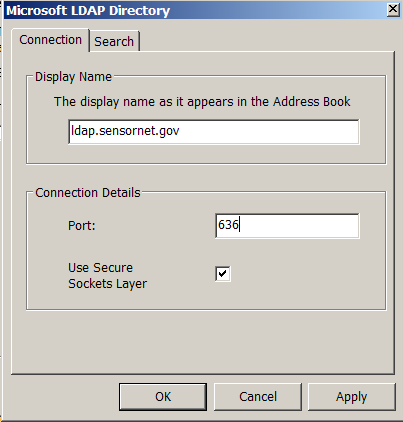 Microsoft LDAP Directory
Connection
Search
Display Name
The display name as it appears in the Address Book
ldap.sensornet.gov
Connection Details
Port:
636
Use Secure
Sockets Layer
OK
Cancel
Apply